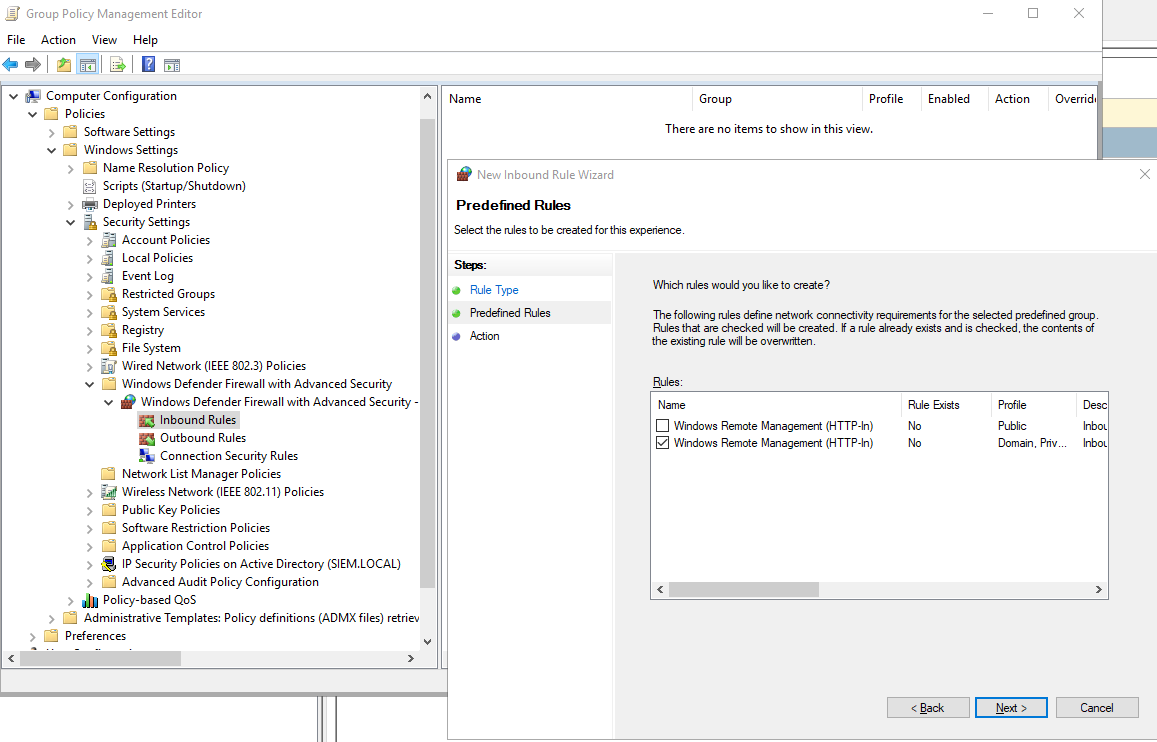 Group Policy Management Editor
File Action View Help
Computer Configuration
Policies
Software Settings
Windows Settings
Name Resolution Policy
Scripts (Startup/Shutdown)
Deployed Printers
Security Settings
Account Policies
Local Policies
Event Log
Restricted Groups
System Services
Registry
File System
Wired Network (IEEE 802.3) Policies
Windows Defender Firewall with Advanced Security
Windows Defender Firewall with Advanced Security -
Inbound Rules
Outbound Rules
Connection Security Rules
Network List Manager Policies
Wireless Network (IEEE 802.11) Policies
Public Key Policies
Software Restriction Policies
Application Control Policies
IP Security Policies on Active Directory (SIEM.LOCAL)
Advanced Audit Policy Configuration
Policy-based QoS
Administrative Templates: Policy definitions (ADMX files) retriev
Preferences
Name Group Profile Enabled Action Overrid
There are no items to show in this view.
New Inbound Rule Wizard
Predefined Rules
Select the rules to be created for this experience.
Steps:
Rule Type
Predefined Rules
Action
Which rules would you like to create?
The following rules define network connectivity requirements for the selected predefined group.
Rules that are checked will be created. If a rule already exists and is checked, the contents of
the existing rule will be overwritten.
Rules:
Name Rule Exists Profile Desc
Windows Remote Management (HTTP-In) No Public Inbou
Windows Remote Management (HTTP-In) No Domain, Priv... Inbou
< Back Next > Cancel